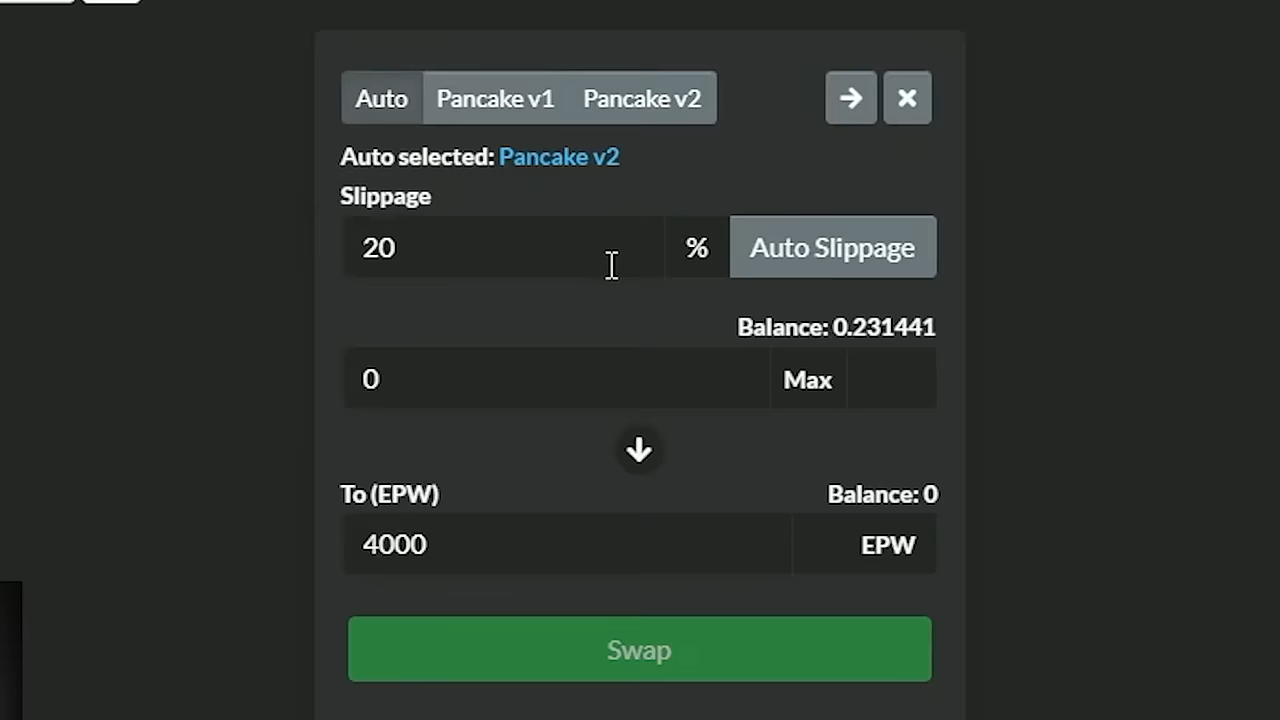 Auto Pancake v1 Pancake v2
Auto selected: Pancake v2
Slippage
20 % Auto Slippage
Balance: 0.231441
0 Max
To (EPW) Balance: 0
4000 EPW
Swap